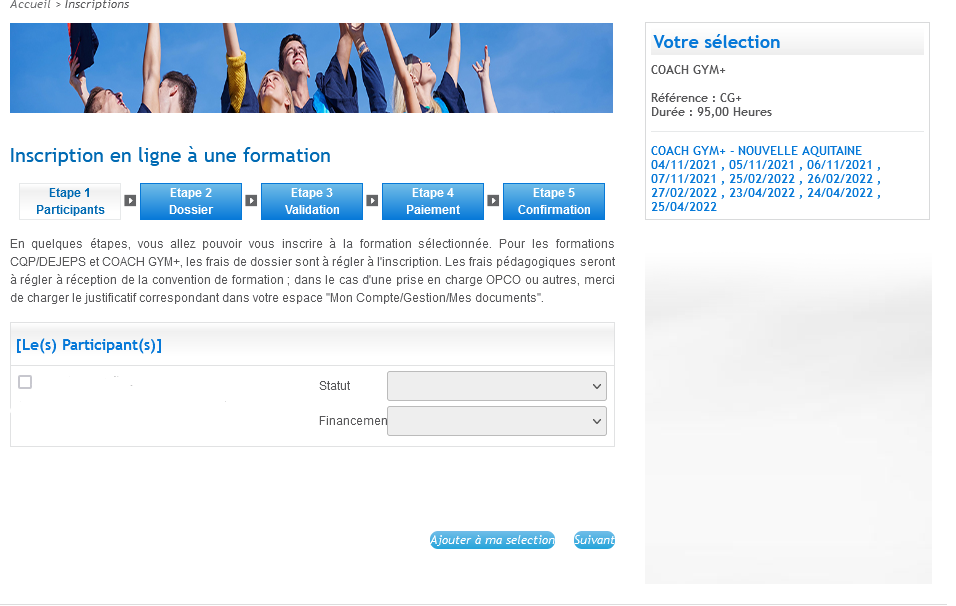 Accueil > Inscriptions
Inscription en ligne à une formation
Etape 1
Participants
Etape 2
Dossier
Etape 3
Validation
Etape 4
Paiement
Etape 5
Confirmation
En quelques étapes, vous allez pouvoir vous inscrire à la formation sélectionnée. Pour les formations
CQP/DEJEPS et COACH GYM+, les frais de dossier sont à régler à l'inscription. Les frais pédagogiques seront
à régler à réception de la convention de formation ; dans le cas d'une prise en charge OPCO ou autres, merci
de charger le justificatif correspondant dans votre espace "Mon Compte/Gestion/Mes documents".
[Le(s) Participant(s)]
Statut
Financemen
Ajouter à ma selection
Suivant
Votre sélection
COACH GYM+
Référence : CG+
Durée : 95,00 Heures
COACH GYM+ - NOUVELLE AQUITAINE
04/11/2021 , 05/11/2021 , 06/11/2021 ,
07/11/2021 , 25/02/2022 , 26/02/2022 ,
27/02/2022 , 23/04/2022 , 24/04/2022 ,
25/04/2022